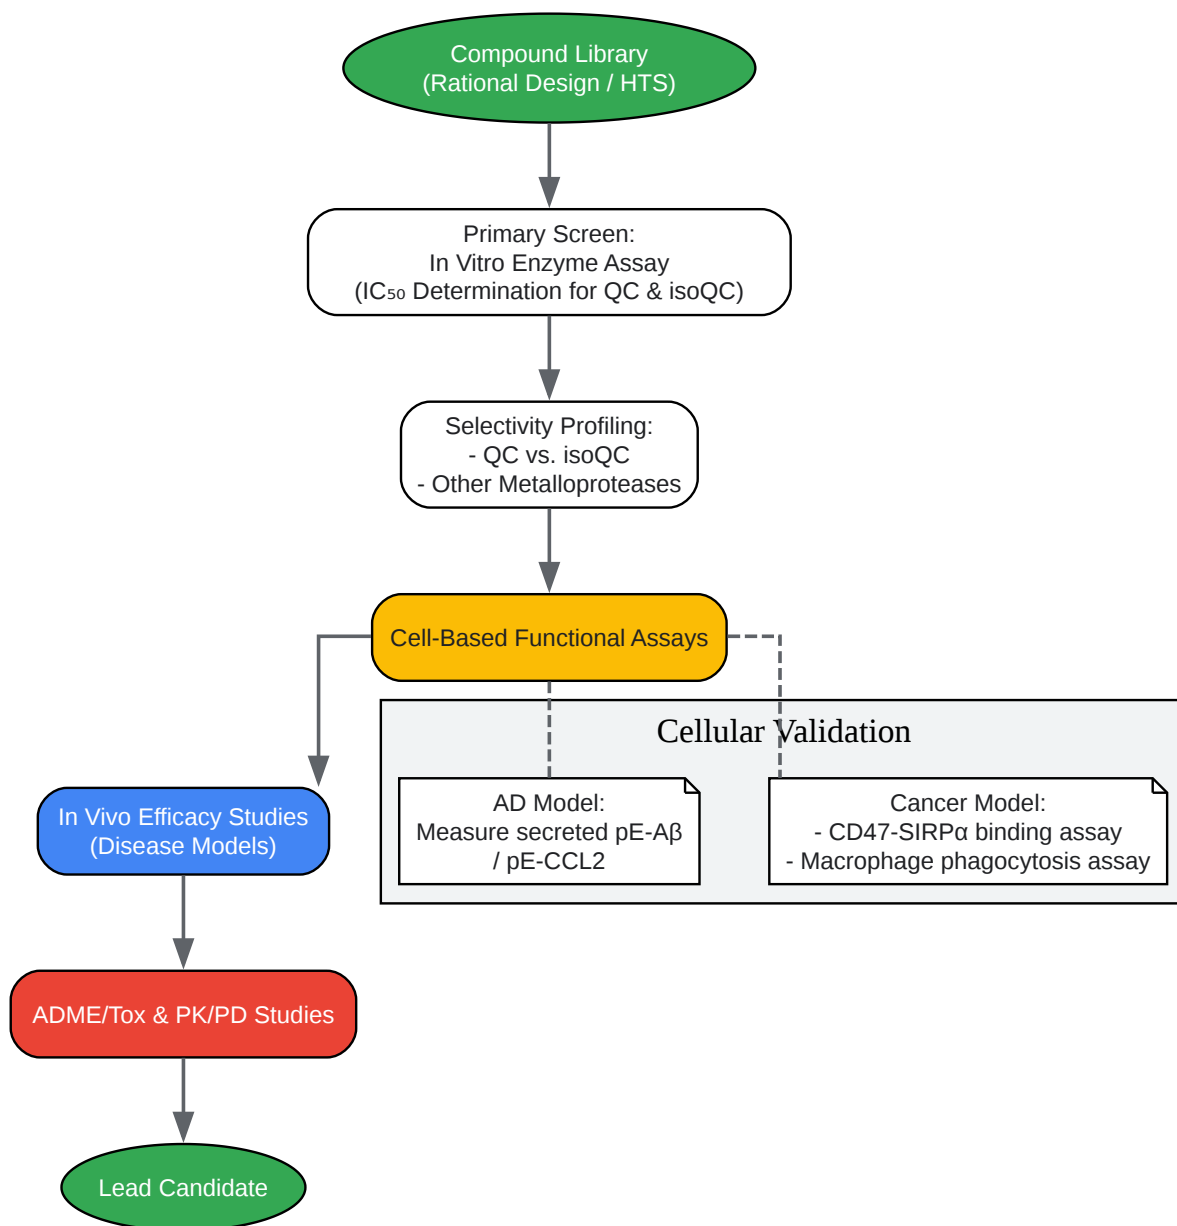 Compound Library
(Rational Design / HTS)
Primary Screen:
In Vitro Enzyme Assay
(IC₅₀ Determination for QC & isoQC)
Selectivity Profiling:
- QC vs. isoQC
- Other Metalloproteases
Cell-Based Functional Assays
Cellular Validation
AD Model:
Measure secreted pE-Aβ
/ pE-CCL2
Cancer Model:
- CD47-SIRPα binding assay
- Macrophage phagocytosis assay
In Vivo Efficacy Studies
(Disease Models)
ADME/Tox & PK/PD Studies
Lead Candidate